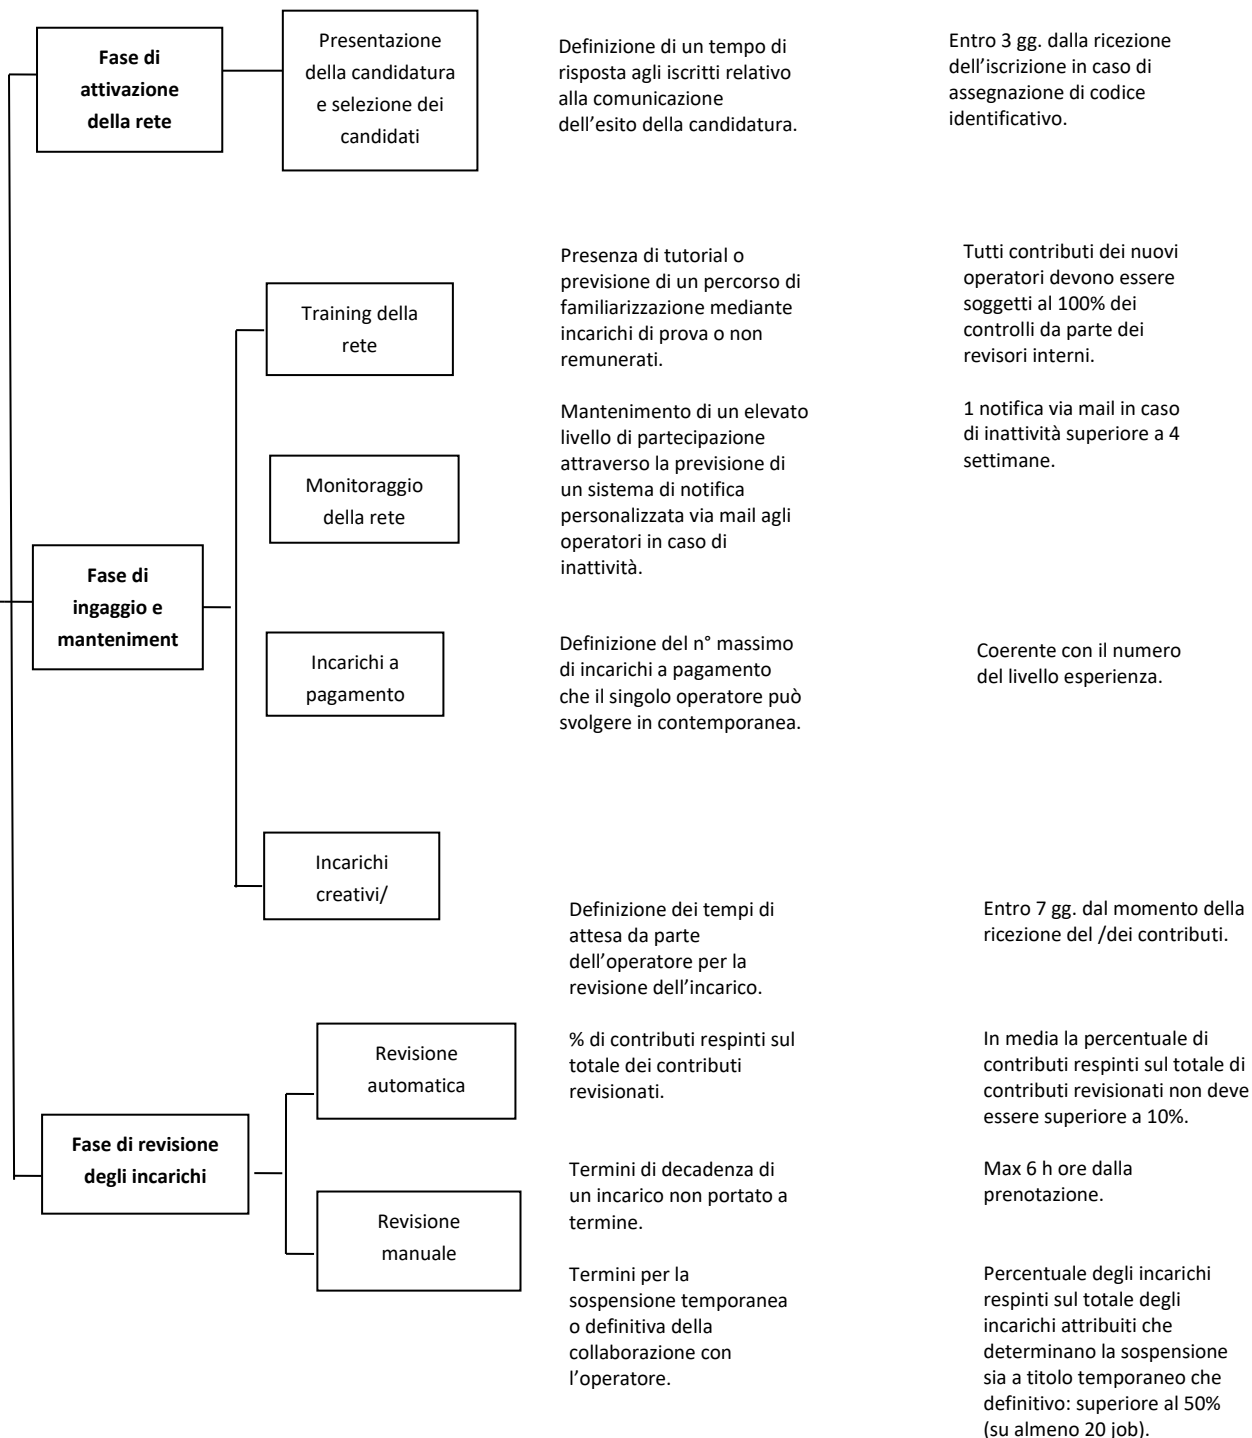 Fase di
attivazione
della rete
Presentazione
della candidatura
e selezione dei
candidati
Definizione di un tempo di
risposta agli iscritti relativo
alla comunicazione
dell’esito della candidatura.
Entro 3 gg. dalla ricezione
dell’iscrizione in caso di
assegnazione di codice
identificativo.
Fase di
ingaggio e
manteniment
Training della
rete
Presenza di tutorial o
previsione di un percorso di
familiarizzazione mediante
incarichi di prova o non
remunerati.
Tutti contributi dei nuovi
operatori devono essere
soggetti al 100% dei
controlli da parte dei
revisori interni.
Monitoraggio
della rete
Mantenimento di un elevato
livello di partecipazione
attraverso la previsione di
un sistema di notifica
personalizzata via mail agli
operatori in caso di
inattività.
1 notifica via mail in caso
di inattività superiore a 4
settimane.
Incarichi a
pagamento
Definizione del n° massimo
di incarichi a pagamento
che il singolo operatore può
svolgere in contemporanea.
Coerente con il numero
del livello esperienza.
Incarichi
creativi/
Definizione dei tempi di
attesa da parte
dell’operatore per la
revisione dell’incarico.
Entro 7 gg. dal momento della
ricezione del /dei contributi.
Fase di revisione
degli incarichi
Revisione
automatica
% di contributi respinti sul
totale dei contributi
revisionati.
In media la percentuale di
contributi respinti sul totale di
contributi revisionati non deve
essere superiore a 10%.
Revisione
manuale
Termini di decadenza di
un incarico non portato a
termine.
Max 6 h ore dalla
prenotazione.
Termini per la
sospensione temporanea
o definitiva della
collaborazione con
l’operatore.
Percentuale degli incarichi
respinti sul totale degli
incarichi attribuiti che
determinano la sospensione
sia a titolo temporaneo che
definitivo: superiore al 50%
(su almeno 20 job).